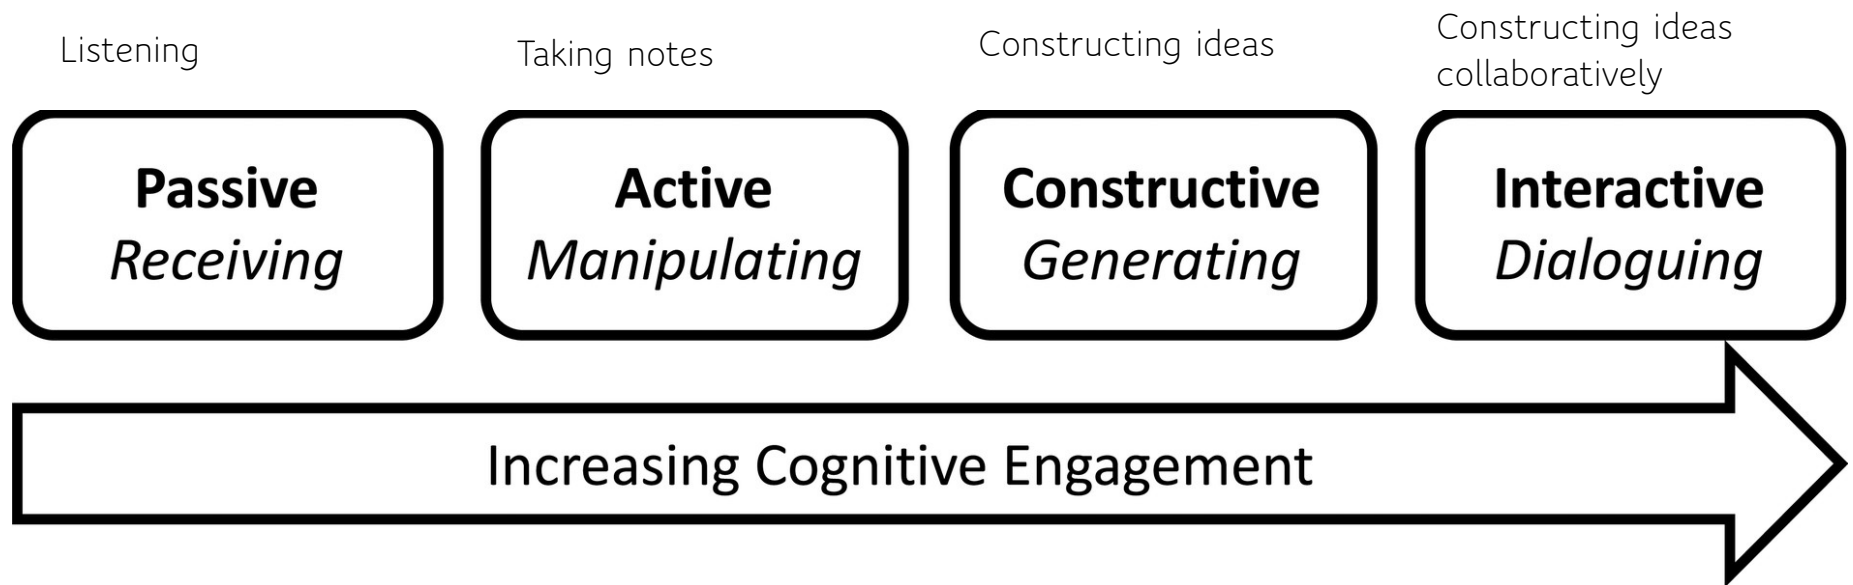 Listening
Taking notes
Constructing ideas
Constructing ideas
collaboratively
Passive
Receiving
Active
Manipulating
Constructive
Generating
Interactive
Dialoguing
Increasing Cognitive Engagement